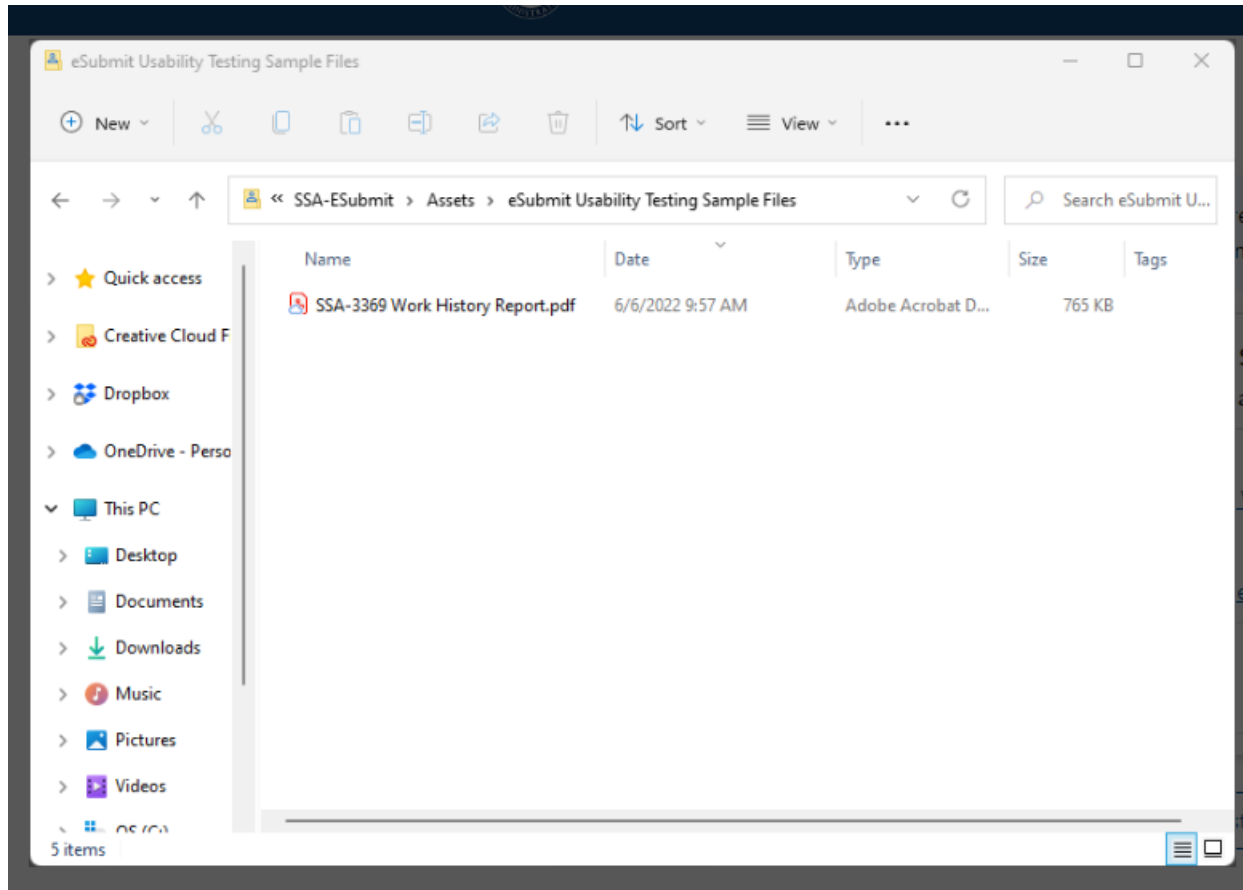 eSubmit Usability Testing Sample Files
New Sort View ...
« SSA-ESubmit > Assets > eSubmit Usability Testing Sample Files Search eSubmit U...
Name Date Type Size Tags
SSA-3369 Work History Report.pdf 6/6/2022 9:57 AM Adobe Acrobat D... 765 KB
Quick access
Creative Cloud F
Dropbox
OneDrive - Perso
This PC
Desktop
Documents
Downloads
Music
Pictures
Videos
OS (C:)
5 items